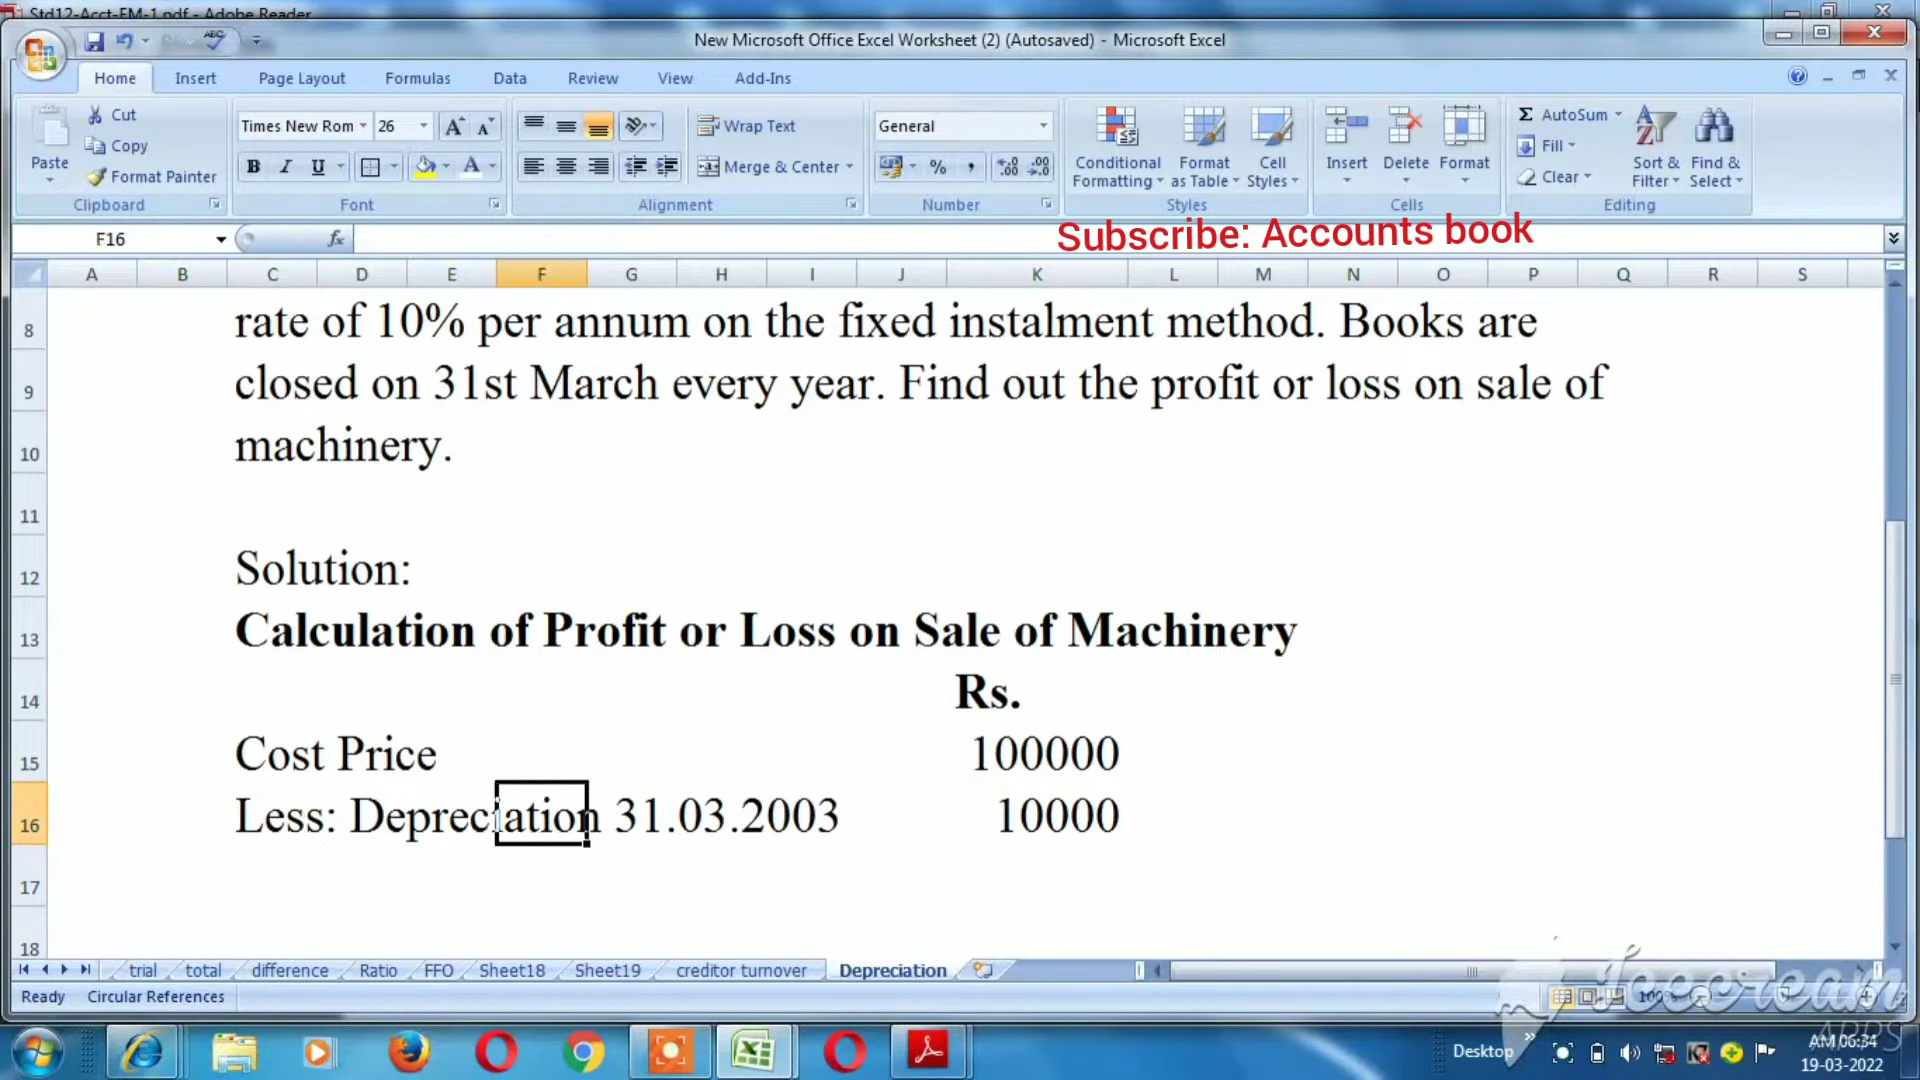 Std12-Acct-EM-1.pdf - Adobe Reader
New Microsoft Office Excel Worksheet (2) (Autosaved) - Microsoft Excel
Home Insert Page Layout Formulas Data Review View Add-Ins
Paste Cut Copy Format Painter Clipboard
Times New Rom 26 B I U A Font
Wrap Text Merge & Center Alignment
General % , Number
Conditional Formatting Format as Table Cell Styles Styles
Insert Delete Format Cells
Σ AutoSum Fill Clear Sort & Filter Find & Select Editing
F16 fx
Subscribe: Accounts book
A B C D E F G H I J K L M N O P Q R S
8 rate of 10% per annum on the fixed instalment method. Books are
9 closed on 31st March every year. Find out the profit or loss on sale of
10 machinery.
11
12 Solution:
13 Calculation of Profit or Loss on Sale of Machinery
14 Rs.
15 Cost Price 100000
16 Less: Depreciation 31.03.2003 10000
17
18
trial total difference Ratio FFO Sheet18 Sheet19 creditor turnover Depreciation
Ready Circular References 100%
Icecream
APPS
Desktop
AM 06:34
19-03-2022